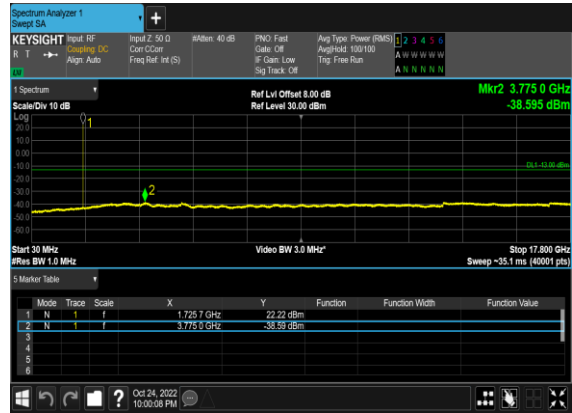 Spectrum Analyzer 1
Swept SA
+
KEYSIGHT Input: RF Input Z: 50 Ω #Atten: 40 dB PNO: Fast Avg Type: Power (RMS) 1 2 3 4 5 6
R T Coupling: DC Corr CCorr Gate: Off Avg|Hold: 100/100 A W W W W W
Align: Auto Freq Ref: Int (S) IF Gain: Low Trig: Free Run
Sig Track: Off A N N N N N
1 Spectrum Ref Lvl Offset 8.00 dB Mkr2 3.775 0 GHz
Scale/Div 10 dB Ref Level 30.00 dBm -38.595 dBm
Log
20.0 1
10.0
0.00
-10.0 DL1 -13.00 dBm
-20.0
-30.0 2
-40.0
-50.0
-60.0
Start 30 MHz Video BW 3.0 MHz* Stop 17.800 GHz
#Res BW 1.0 MHz Sweep ~35.1 ms (40001 pts)
5 Marker Table
Mode Trace Scale X Y Function Function Width Function Value
1 N 1 f 1.725 7 GHz 22.22 dBm
2 N 1 f 3.775 0 GHz -38.59 dBm
3
4
5
6
? Oct 24, 2022
10:00:08 PM